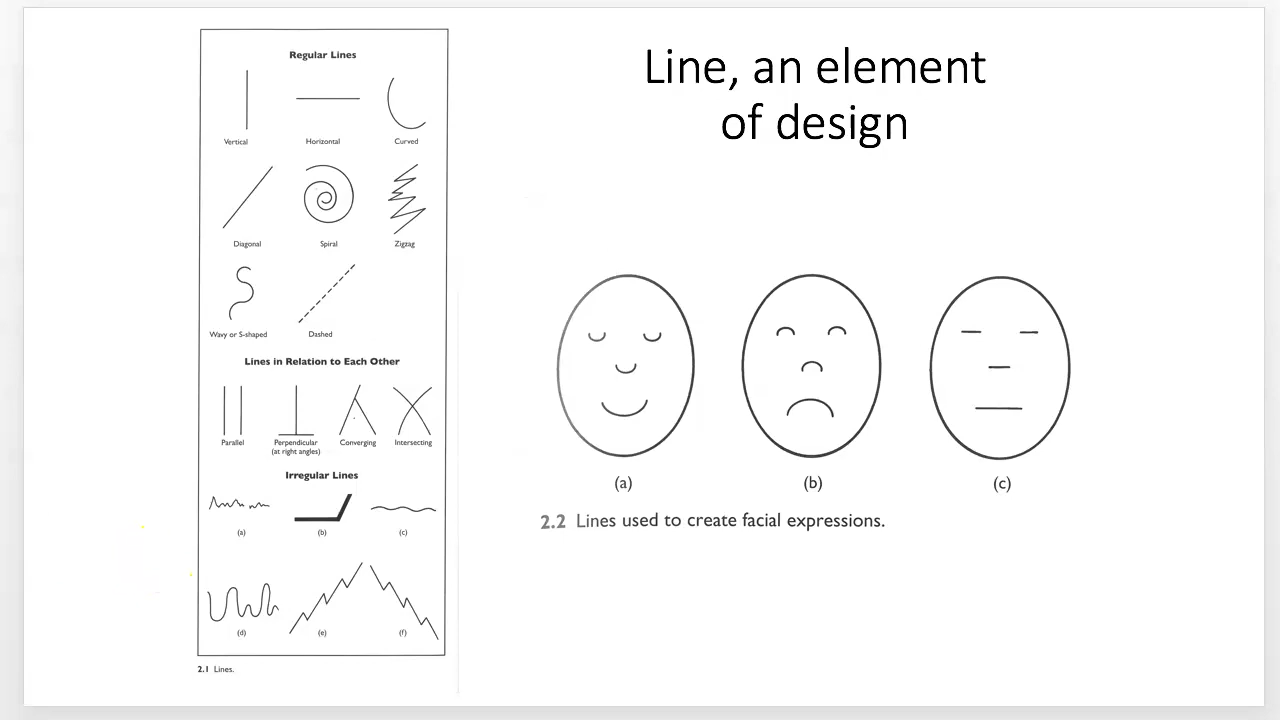 Line, an element
of design
Regular Lines
Vertical
Horizontal
Curved
Diagonal
Spiral
Zigzag
Wavy or S-shaped
Dashed
Lines in Relation to Each Other
Parallel
Perpendicular
(at right angles)
Converging
Intersecting
Irregular Lines
(a)
(b)
(c)
(d)
(e)
(f)
2.1 Lines.
(a)
(b)
(c)
2.2 Lines used to create facial expressions.